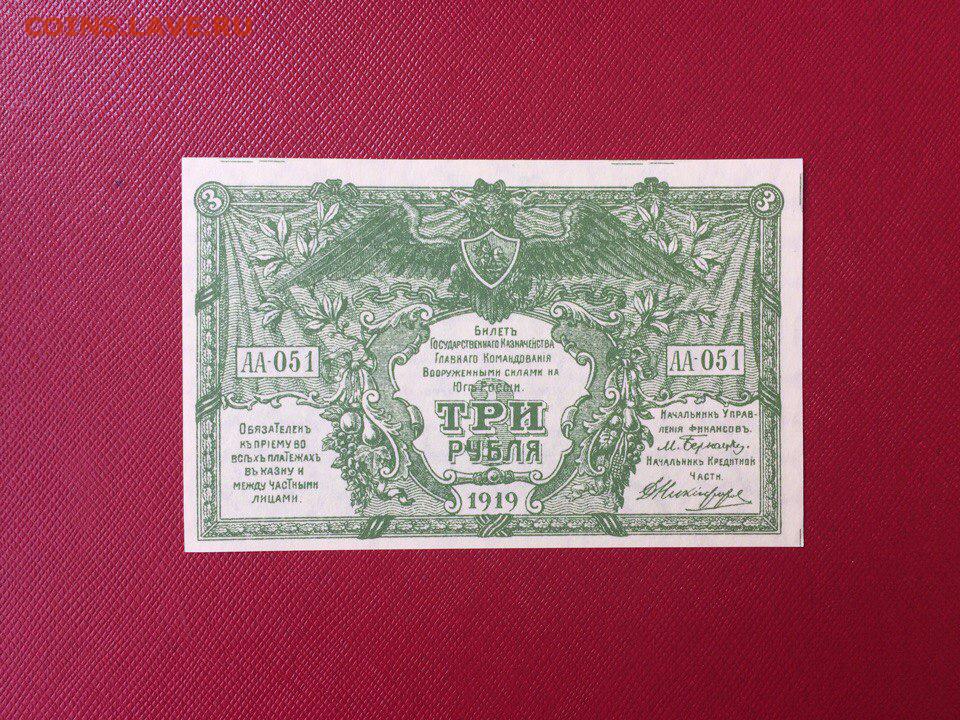 COINS.LAVE.RU
3
3
Билетъ
Государственнаго Казначейства
Главнаго Командованія
Вооруженными силами на
Югѣ Россіи.
АА-051
АА-051
ТРИ
РУБЛЯ
1919
Обязателенъ
къ пріему во
всѣхъ платежахъ
въ казну и
между частными
лицами.
Начальникъ Управ-
ленія финансовъ.
М. Бернацкій.
Начальникъ Кредитной
Части.